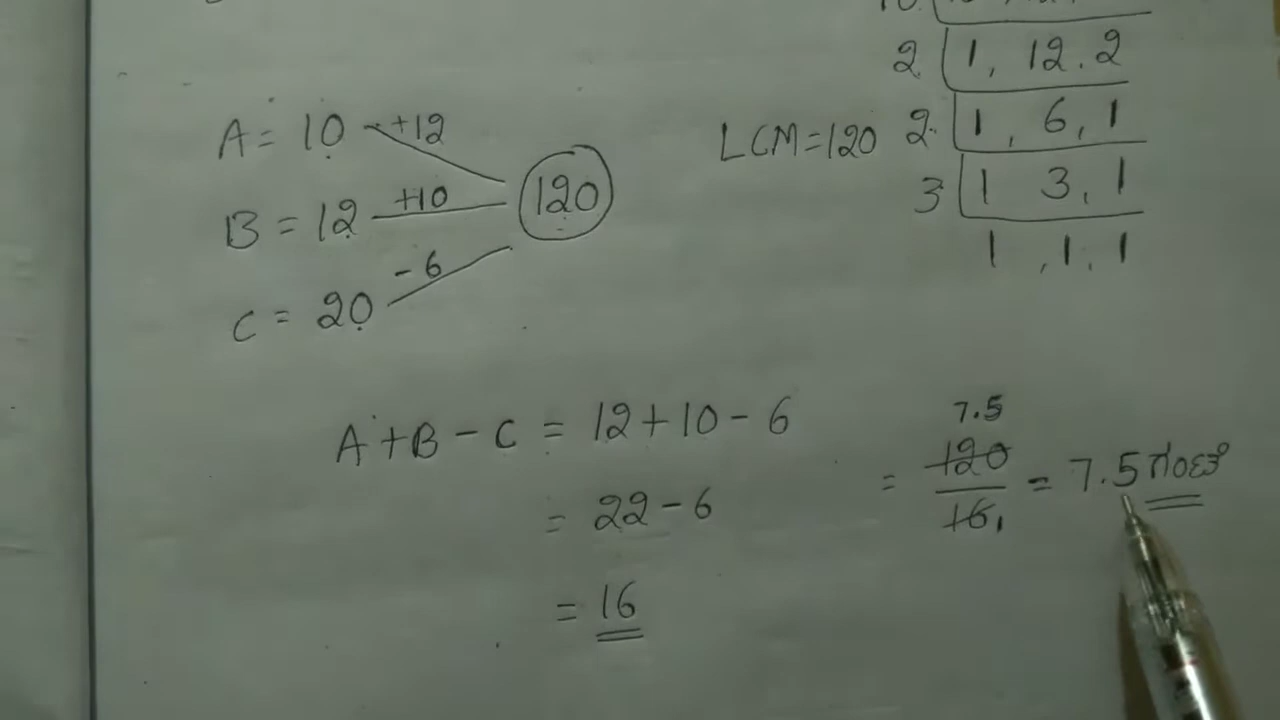 2 1, 12, 2
A = 10 +12
LCM = 120 2 1, 6, 1
B = 12 +10 120
3 1 3, 1
1, 1, 1
C = 20 - 6
A + B - C = 12 + 10 - 6
= 22 - 6
= 16
7.5
= 120/16 = 7.5 ಗಂಟೆ
1